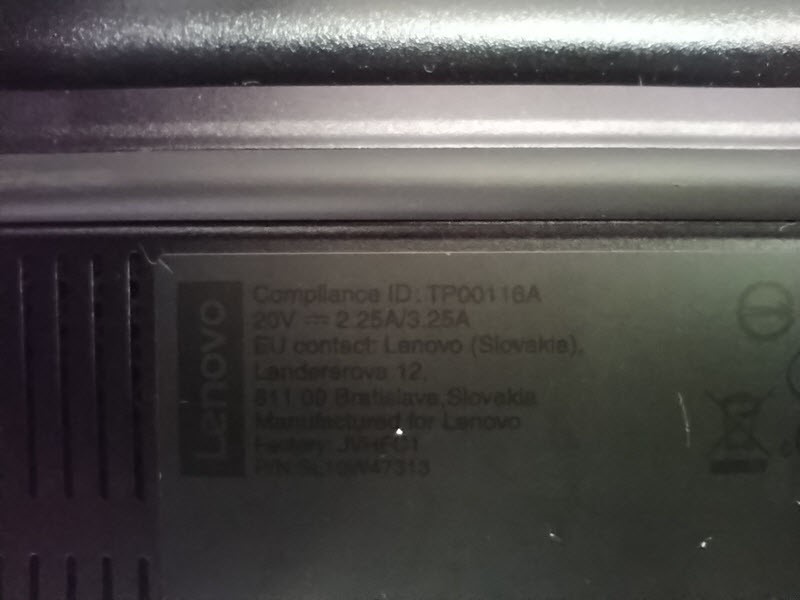 Lenovo
Compliance ID: TP00116A
20V ⎓ 2.25A/3.25A
EU contact: Lenovo (Slovakia),
Landererova 12,
811 09 Bratislava, Slovakia
Manufactured for Lenovo
Factory:
P/N: